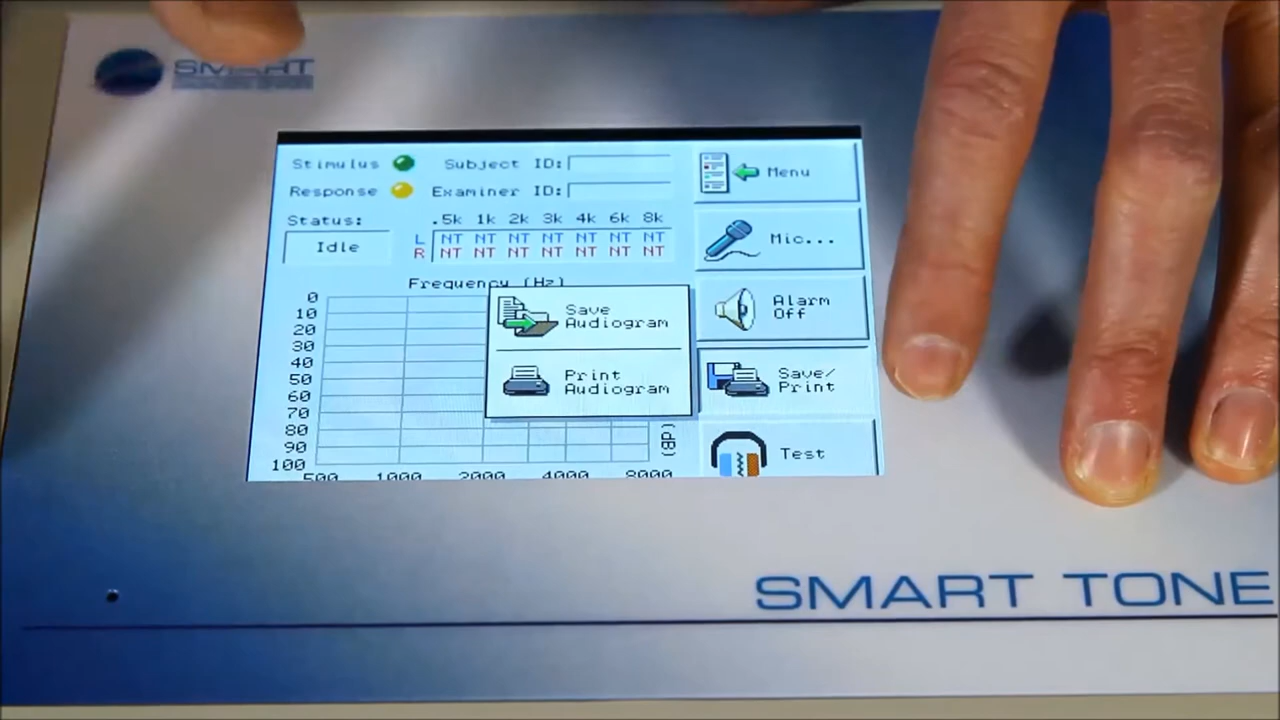 SMART
Stimulus Subject ID:
Response Examiner ID:
Status:
Idle
.5k 1k 2k 3k 4k 6k 8k
L NT NT NT NT NT NT NT
R NT NT NT NT NT NT NT
Frequency (Hz)
0
10
20
30
40
50
60
70
80
90
100
500 1000 2000 4000 8000
(dB)
Save
Audiogram
Print
Audiogram
Menu
Mic...
Alarm
Off
Save/
Print
Test
SMART TONE